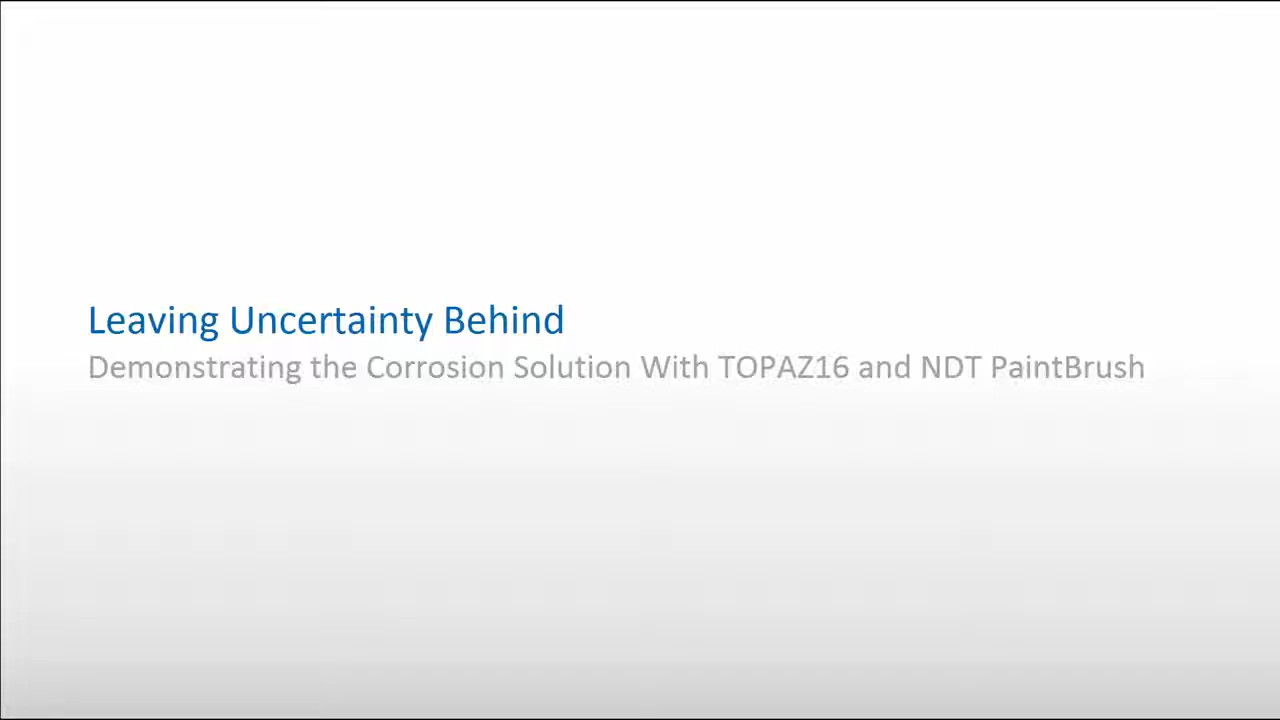 Leaving Uncertainty Behind
Demonstrating the Corrosion Solution With TOPAZ16 and NDT PaintBrush